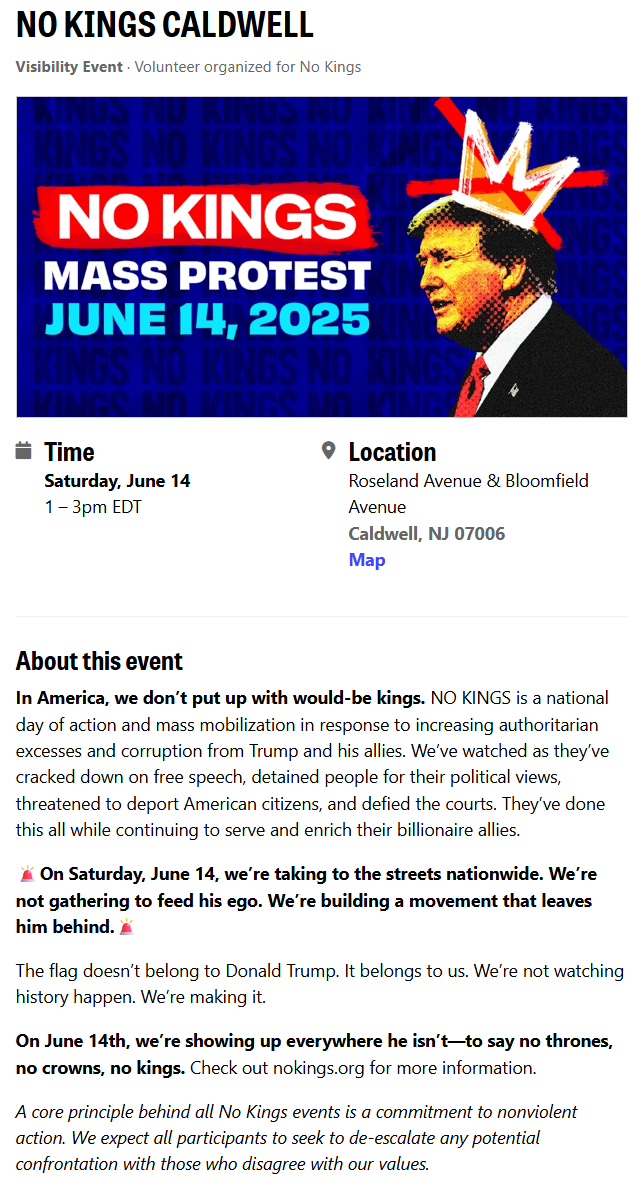 NO KINGS CALDWELL
Visibility Event · Volunteer organized for No Kings
NO KINGS
MASS PROTEST
JUNE 14, 2025
Time
Saturday, June 14
1 – 3pm EDT
Location
Roseland Avenue & Bloomfield
Avenue
Caldwell, NJ 07006
Map
About this event
In America, we don’t put up with would-be kings. NO KINGS is a national
day of action and mass mobilization in response to increasing authoritarian
excesses and corruption from Trump and his allies. We’ve watched as they’ve
cracked down on free speech, detained people for their political views,
threatened to deport American citizens, and defied the courts. They’ve done
this all while continuing to serve and enrich their billionaire allies.
🚨 On Saturday, June 14, we’re taking to the streets nationwide. We’re
not gathering to feed his ego. We’re building a movement that leaves
him behind. 🚨
The flag doesn’t belong to Donald Trump. It belongs to us. We’re not watching
history happen. We’re making it.
On June 14th, we’re showing up everywhere he isn’t—to say no thrones,
no crowns, no kings. Check out nokings.org for more information.
A core principle behind all No Kings events is a commitment to nonviolent
action. We expect all participants to seek to de-escalate any potential
confrontation with those who disagree with our values.